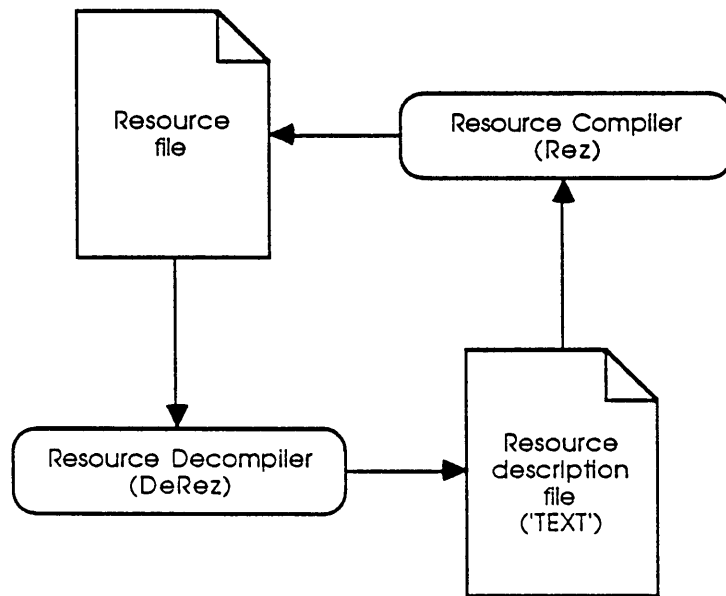 Resource
file
Resource Compiler
(Rez)
Resource Decompiler
(DeRez)
Resource
description
file
('TEXT')